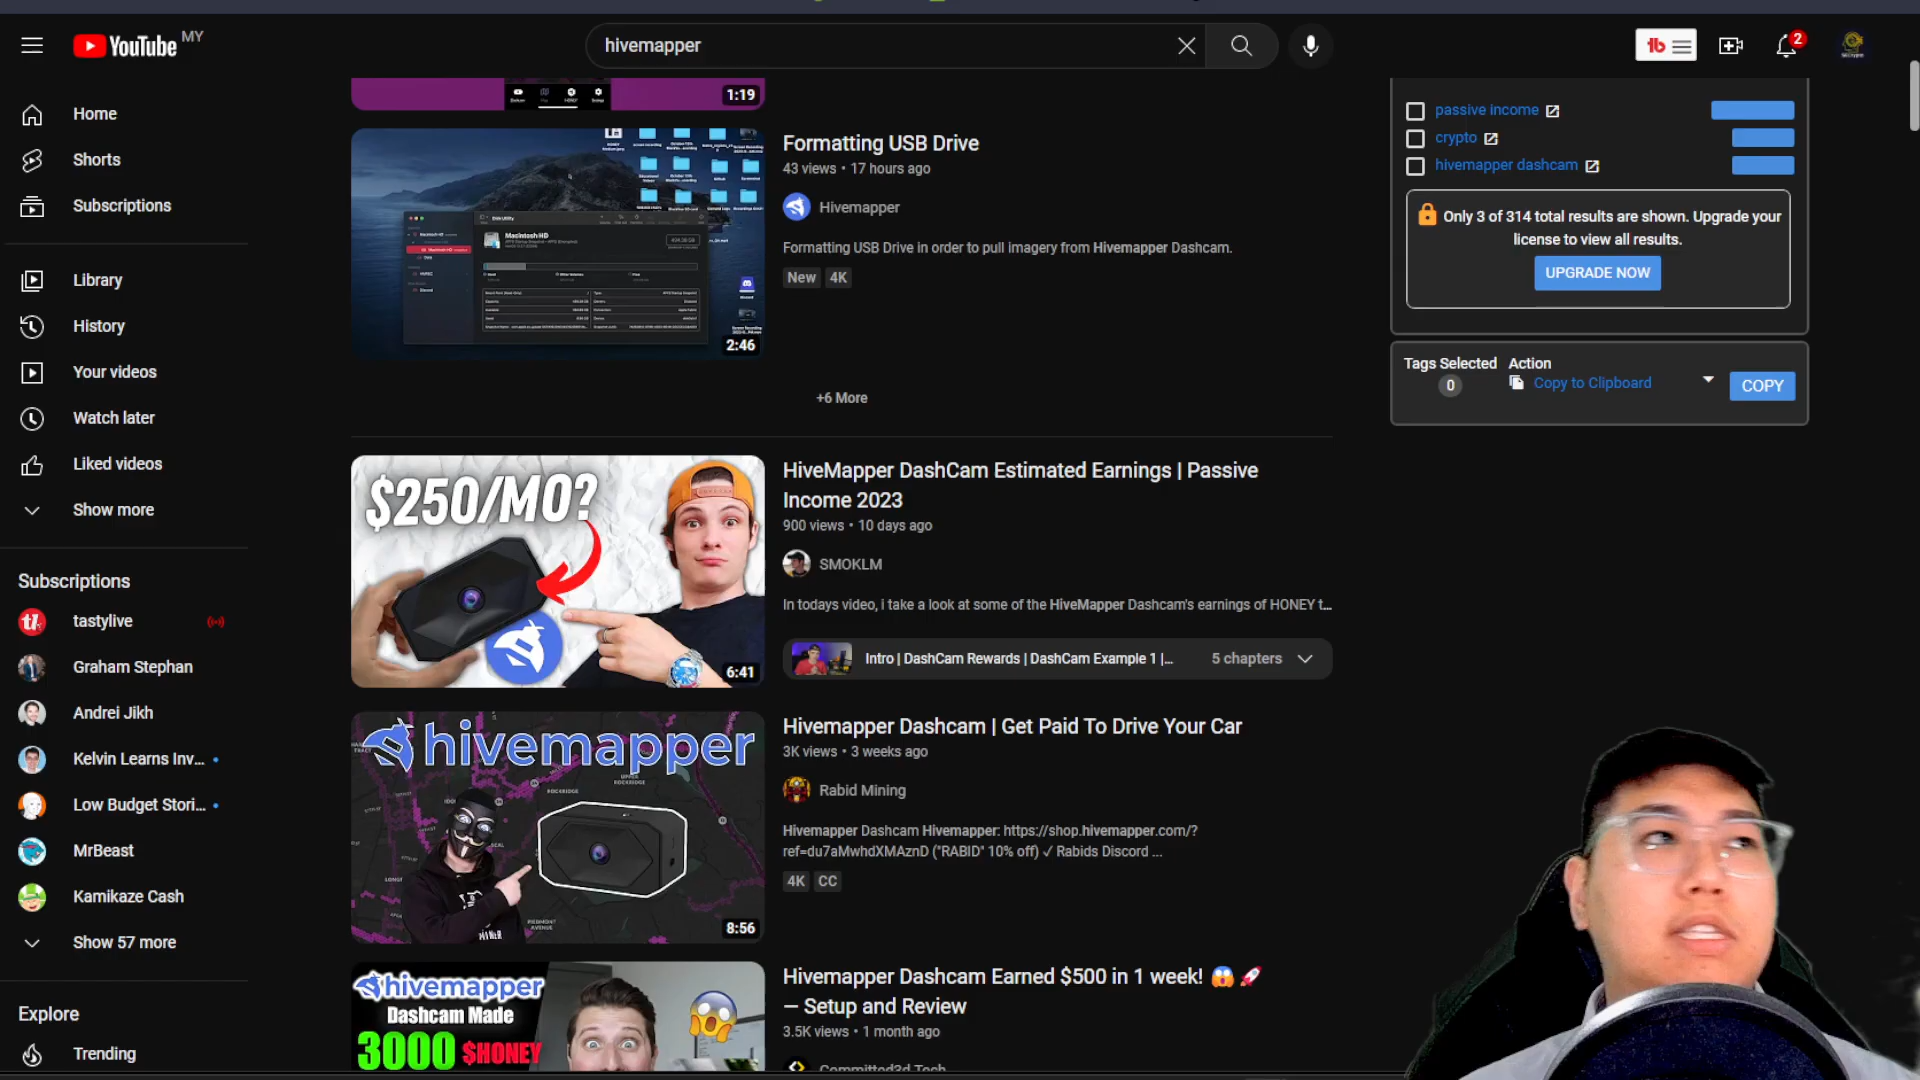 YouTube MY
hivemapper
2
Home
Shorts
Subscriptions
Library
History
Your videos
Watch later
Liked videos
Show more
Subscriptions
tastylive
Graham Stephan
Andrei Jikh
Kelvin Learns Inv...
Low Budget Stori...
MrBeast
Kamikaze Cash
Show 57 more
Explore
Trending
1:19
Macintosh HD
2:46
Formatting USB Drive
43 views • 17 hours ago
Hivemapper
Formatting USB Drive in order to pull imagery from Hivemapper Dashcam.
New 4K
+6 More
$250/MO?
6:41
HiveMapper DashCam Estimated Earnings | Passive
Income 2023
900 views • 10 days ago
SMOKLM
In todays video, i take a look at some of the HiveMapper Dashcam's earnings of HONEY t...
Intro | DashCam Rewards | DashCam Example 1 |...
5 chapters
hivemapper
8:56
Hivemapper Dashcam | Get Paid To Drive Your Car
3K views • 3 weeks ago
Rabid Mining
Hivemapper Dashcam Hivemapper: https://shop.hivemapper.com/?
ref=du7aMwhdXMAznD ("RABID" 10% off) ✓ Rabids Discord ...
4K CC
hivemapper
Dashcam Made
3000 $HONEY
Hivemapper Dashcam Earned $500 in 1 week! 😱 🚀
— Setup and Review
3.5K views • 1 month ago
Committed3d Tech
passive income
crypto
hivemapper dashcam
Only 3 of 314 total results are shown. Upgrade your
license to view all results.
UPGRADE NOW
Tags Selected
0
Action
Copy to Clipboard
COPY